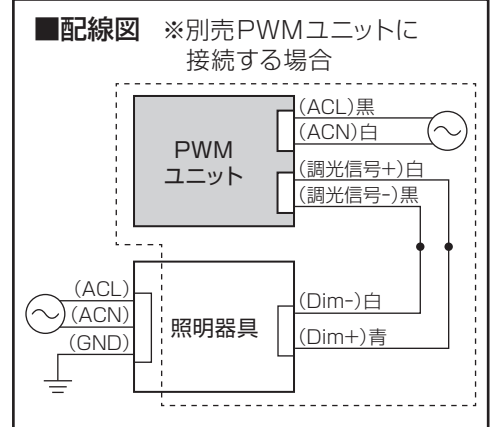 ■配線図 ※別売PWMユニットに
接続する場合
PWM
ユニット
(ACL)黒
(ACN)白
(調光信号+)白
(調光信号-)黒
(ACL)
(ACN)
(GND)
照明器具
(Dim-)白
(Dim+)青